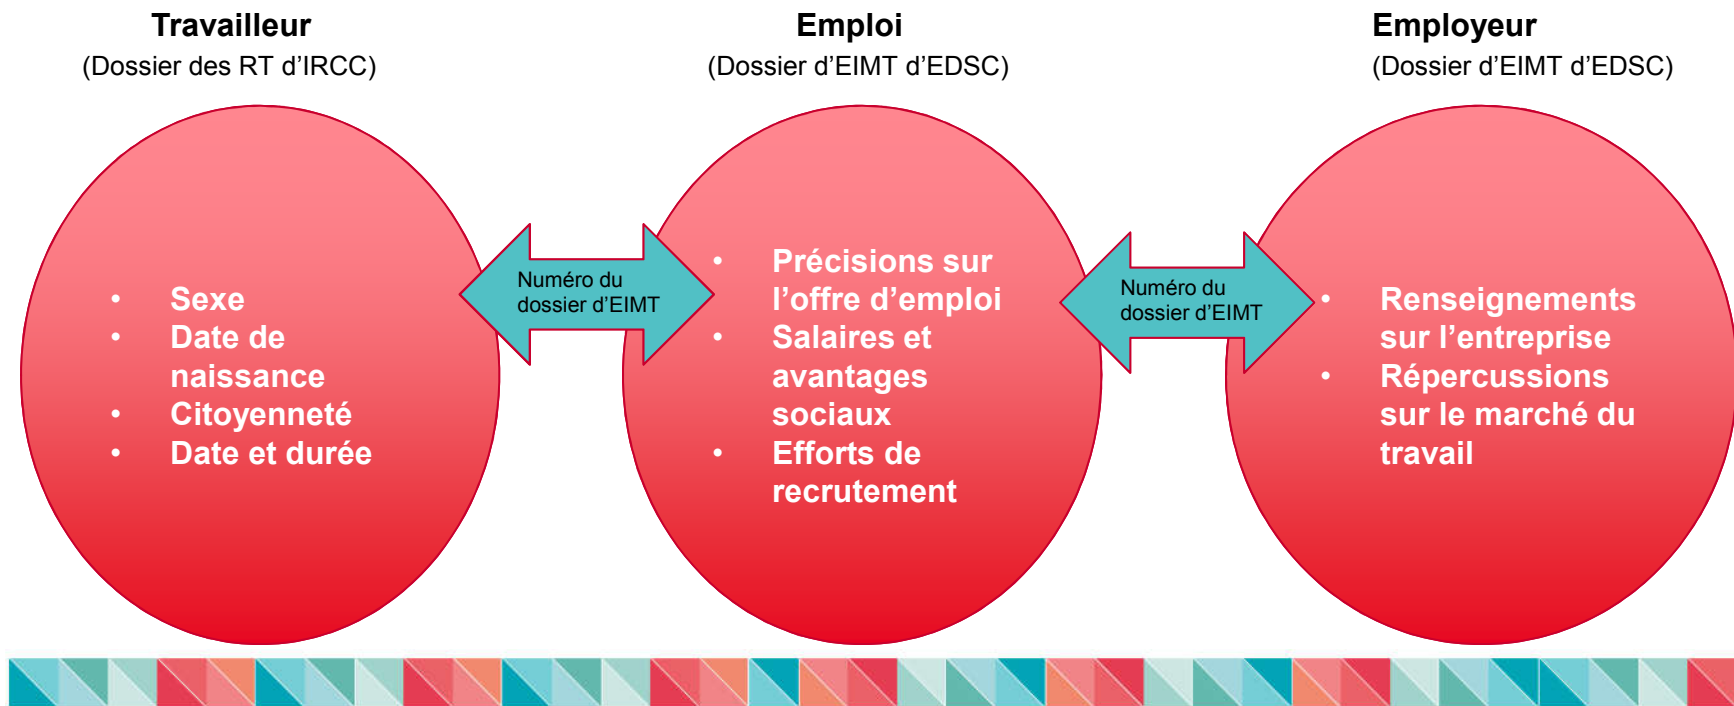 Travailleur
(Dossier des RT d'IRCC)
Emploi
(Dossier d'EIMT d'EDSC)
Employeur
(Dossier d'EIMT d'EDSC)
• Sexe
• Date de
naissance
• Citoyenneté
• Date et durée
Numéro du
dossier d'EIMT
• Précisions sur
l'offre d'emploi
• Salaires et
avantages
sociaux
• Efforts de
recrutement
Numéro du
dossier d'EIMT
• Renseignements
sur l'entreprise
• Répercussions
sur le marché du
travail